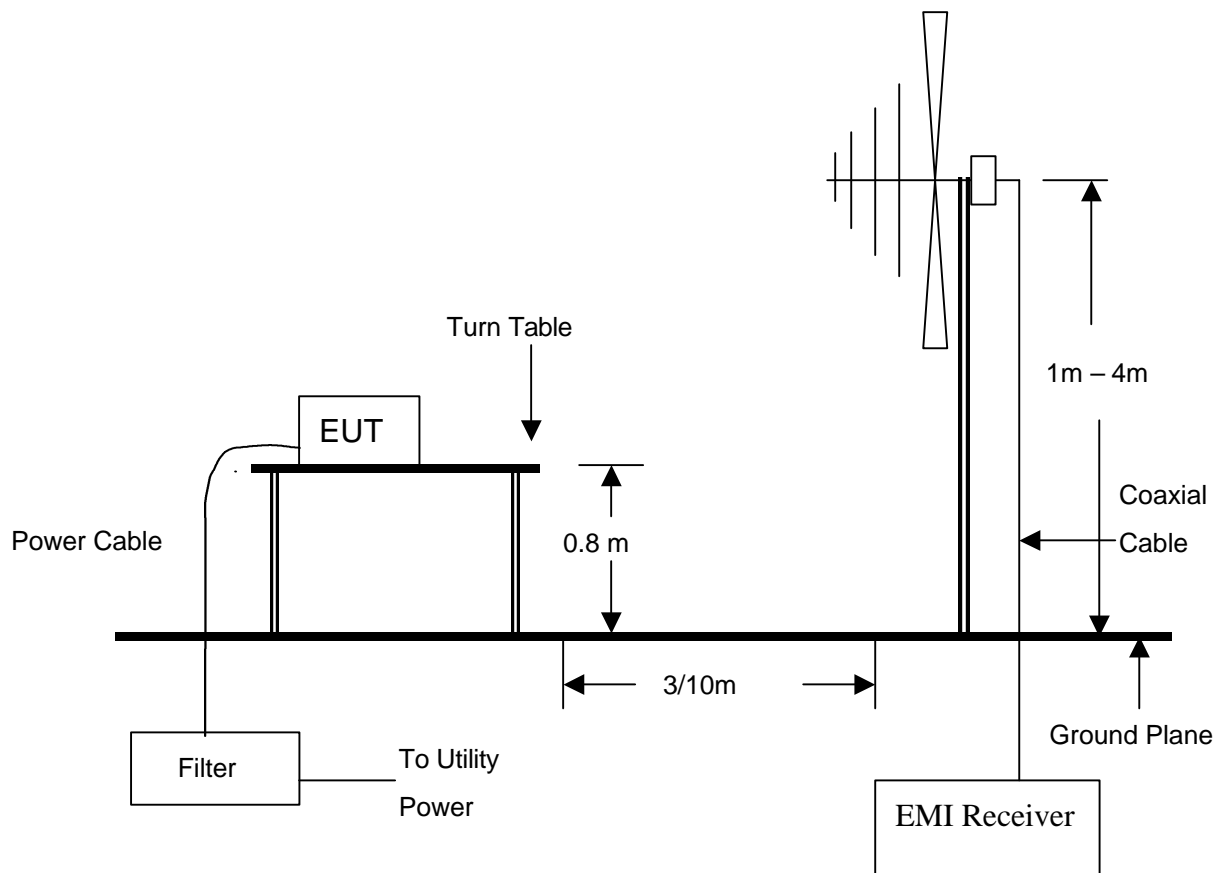 Turn Table
1m – 4m
EUT
Coaxial
Cable
Power Cable
0.8 m
3/10m
Ground Plane
Filter
To Utility
Power
EMI Receiver